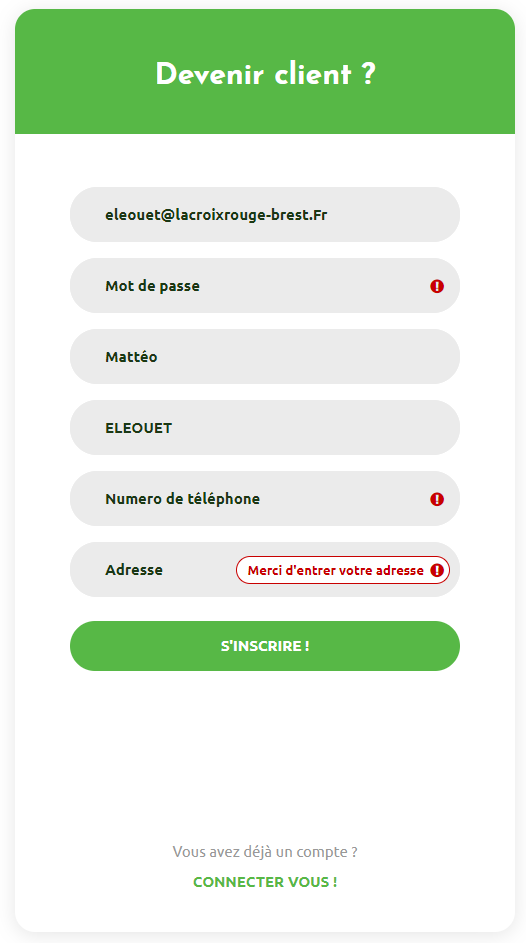 Devenir client ?
eleouet@lacroixrouge-brest.Fr
Mot de passe
Mattéo
ELEOUET
Numero de téléphone
Adresse Merci d'entrer votre adresse
S'INSCRIRE !
Vous avez déjà un compte ?
CONNECTER VOUS !